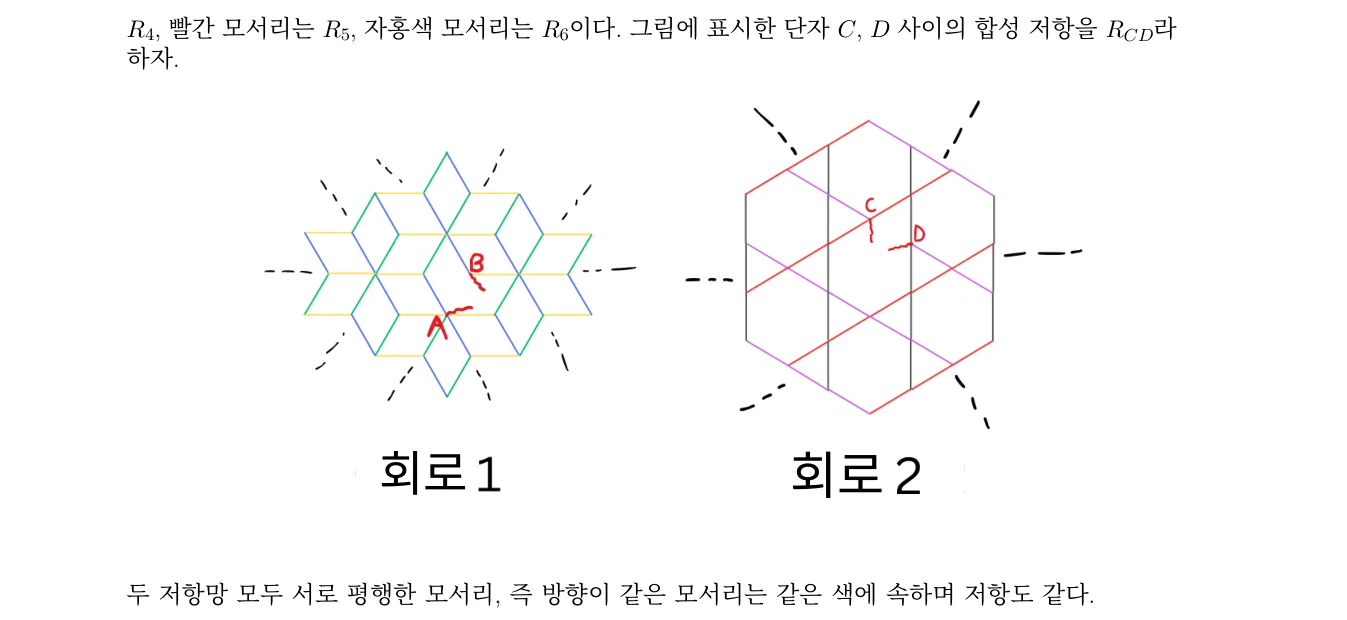 R₄, 빨간 모서리는 R₅, 자홍색 모서리는 R₆이다. 그림에 표시한 단자 C, D 사이의 합성 저항을 R_{CD}라
하자.
C
D
B
A
회로 1
회로 2
두 저항망 모두 서로 평행한 모서리, 즉 방향이 같은 모서리는 같은 색에 속하며 저항도 같다.